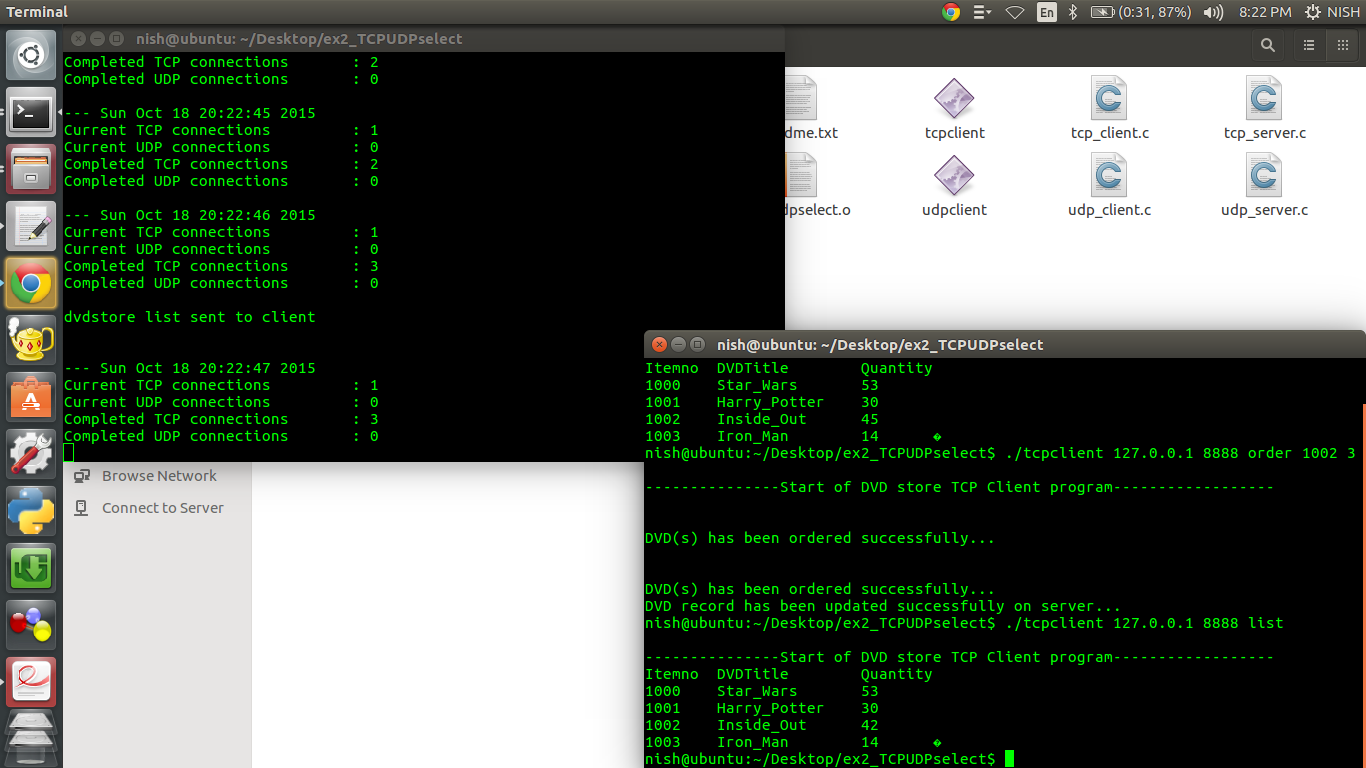 Terminal
En
(0:31, 87%)
8:22 PM
NISH
nish@ubuntu: ~/Desktop/ex2_TCPUDPselect
Completed TCP connections : 2
Completed UDP connections : 0
--- Sun Oct 18 20:22:45 2015
Current TCP connections : 1
Current UDP connections : 0
Completed TCP connections : 2
Completed UDP connections : 0
--- Sun Oct 18 20:22:46 2015
Current TCP connections : 1
Current UDP connections : 0
Completed TCP connections : 3
Completed UDP connections : 0
dvdstore list sent to client
--- Sun Oct 18 20:22:47 2015
Current TCP connections : 1
Current UDP connections : 0
Completed TCP connections : 3
Completed UDP connections : 0
dme.txt
tcpclient
tcp_client.c
tcp_server.c
dpselect.o
udpclient
udp_client.c
udp_server.c
Browse Network
Connect to Server
nish@ubuntu: ~/Desktop/ex2_TCPUDPselect
Itemno DVDTitle Quantity
1000 Star_Wars 53
1001 Harry_Potter 30
1002 Inside_Out 45
1003 Iron_Man 14 �
nish@ubuntu:~/Desktop/ex2_TCPUDPselect$ ./tcpclient 127.0.0.1 8888 order 1002 3
---------------Start of DVD store TCP Client program------------------
DVD(s) has been ordered successfully...
DVD(s) has been ordered successfully...
DVD record has been updated successfully on server...
nish@ubuntu:~/Desktop/ex2_TCPUDPselect$ ./tcpclient 127.0.0.1 8888 list
---------------Start of DVD store TCP Client program------------------
Itemno DVDTitle Quantity
1000 Star_Wars 53
1001 Harry_Potter 30
1002 Inside_Out 42
1003 Iron_Man 14 �
nish@ubuntu:~/Desktop/ex2_TCPUDPselect$